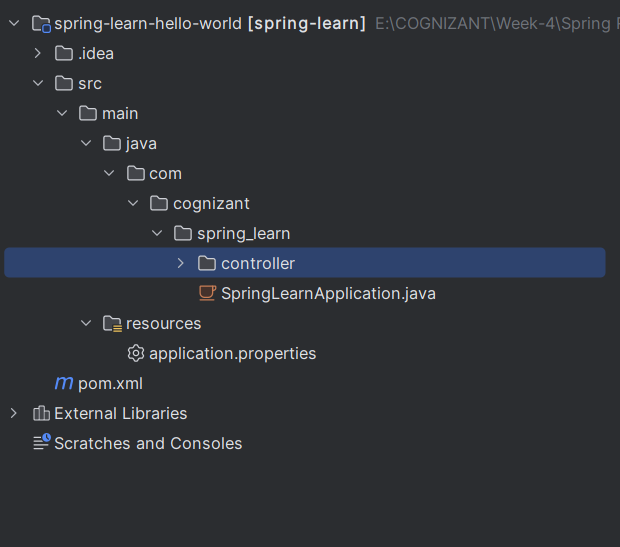 spring-learn-hello-world [spring-learn] E:\COGNIZANT\Week-4\Spring
.idea
src
main
java
com
cognizant
spring_learn
controller
SpringLearnApplication.java
resources
application.properties
m pom.xml
External Libraries
Scratches and Consoles